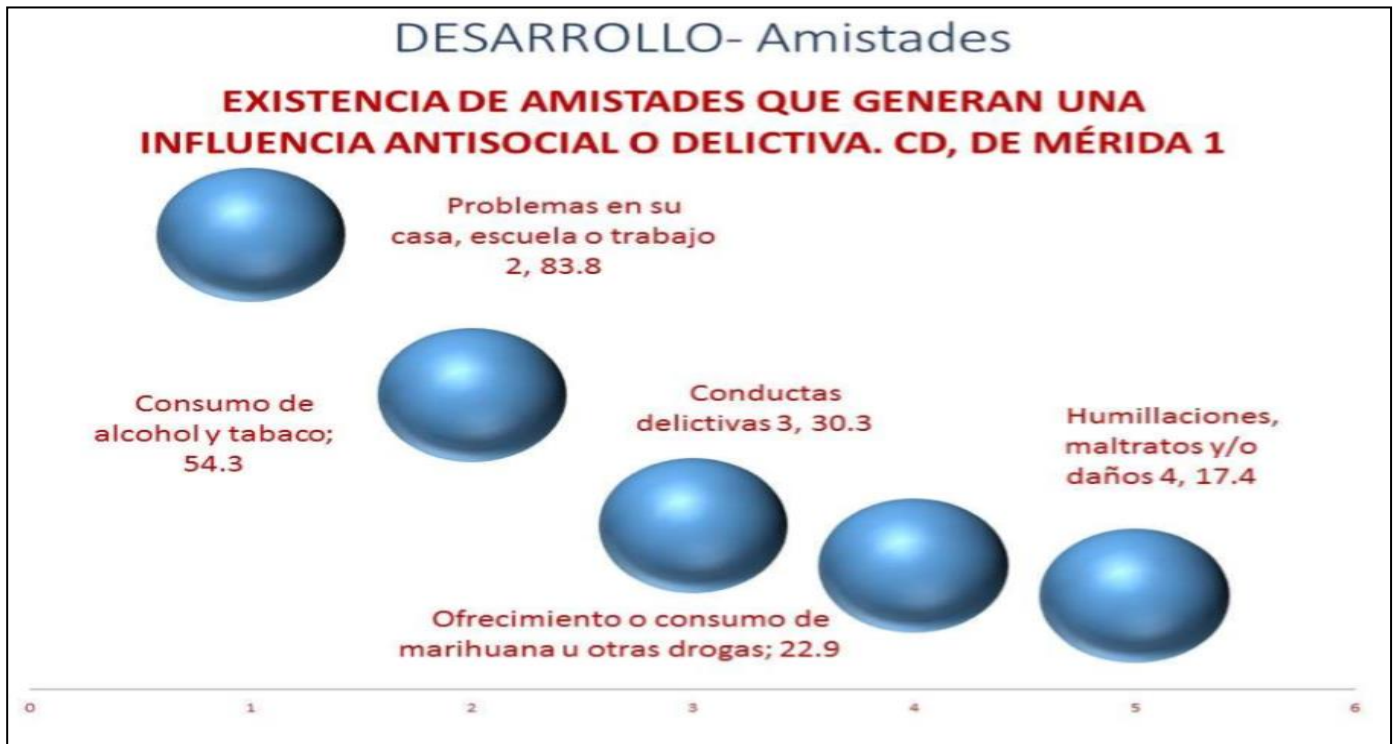 DESARROLLO- Amistades
EXISTENCIA DE AMISTADES QUE GENERAN UNA
INFLUENCIA ANTISOCIAL O DELICTIVA. CD, DE MÉRIDA 1
Problemas en su
casa, escuela o trabajo
2, 83.8
Consumo de
alcohol y tabaco;
54.3
Conductas
delictivas 3, 30.3
Humillaciones,
maltratos y/o
daños 4, 17.4
Ofrecimiento o consumo de
marihuana u otras drogas; 22.9
0 1 2 3 4 5 6